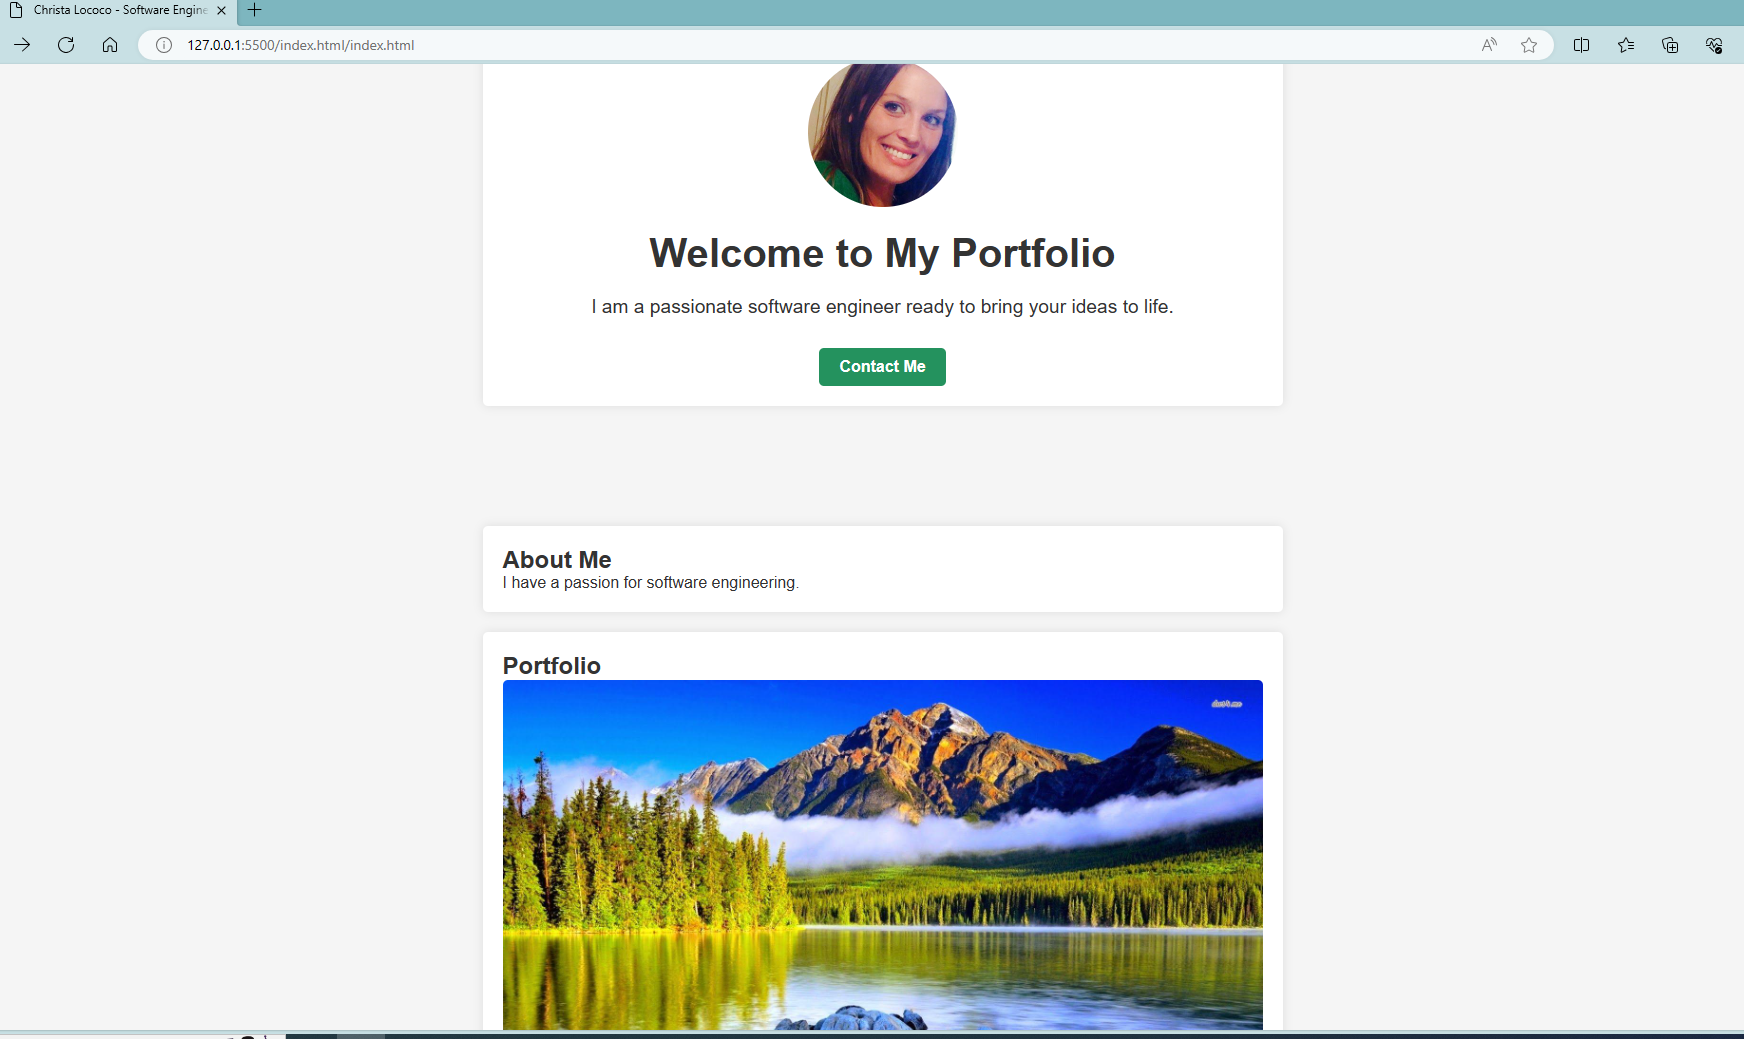 Christa Lococo - Software Engine
127.0.0.1:5500/index.html/index.html
Welcome to My Portfolio
I am a passionate software engineer ready to bring your ideas to life.
Contact Me
About Me
I have a passion for software engineering.
Portfolio